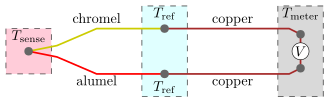 chromel T_ref copper T_meter
T_sense
V
alumel T_ref copper